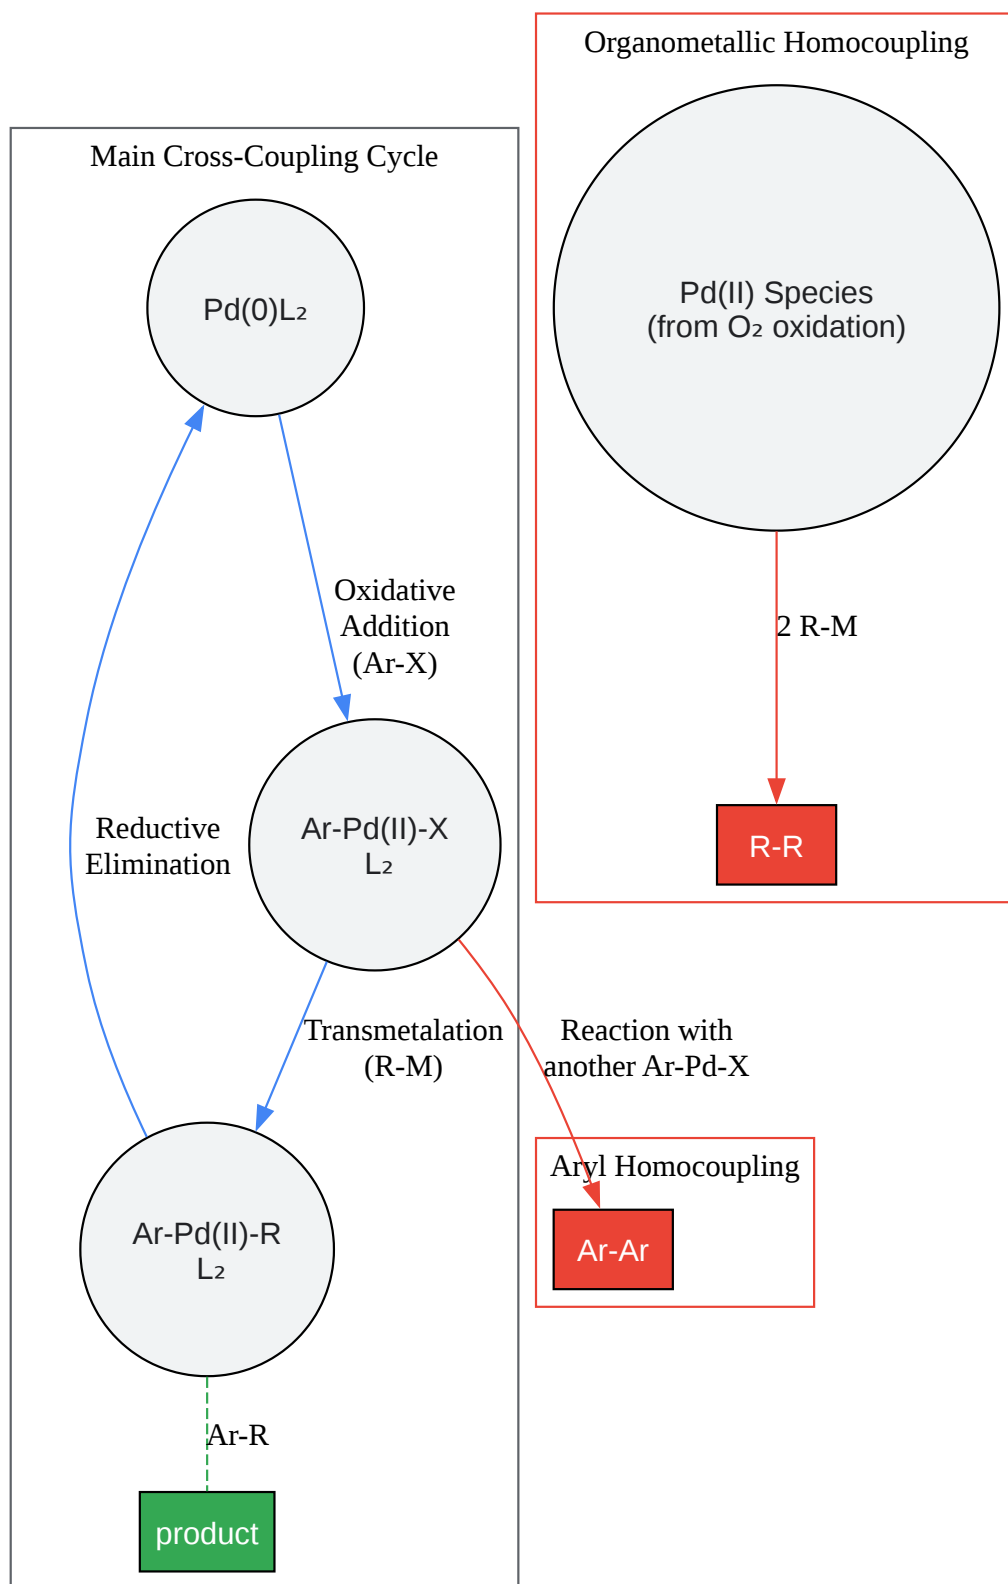 Organometallic Homocoupling
Pd(II) Species
(from O₂ oxidation)
2 R-M
R-R
Main Cross-Coupling Cycle
Pd(0)L₂
Oxidative
Addition
(Ar-X)
Ar-Pd(II)-X
L₂
Reductive
Elimination
Transmetalation
(R-M)
Reaction with
another Ar-Pd-X
Aryl Homocoupling
Ar-Ar
Ar-Pd(II)-R
L₂
Ar-R
product